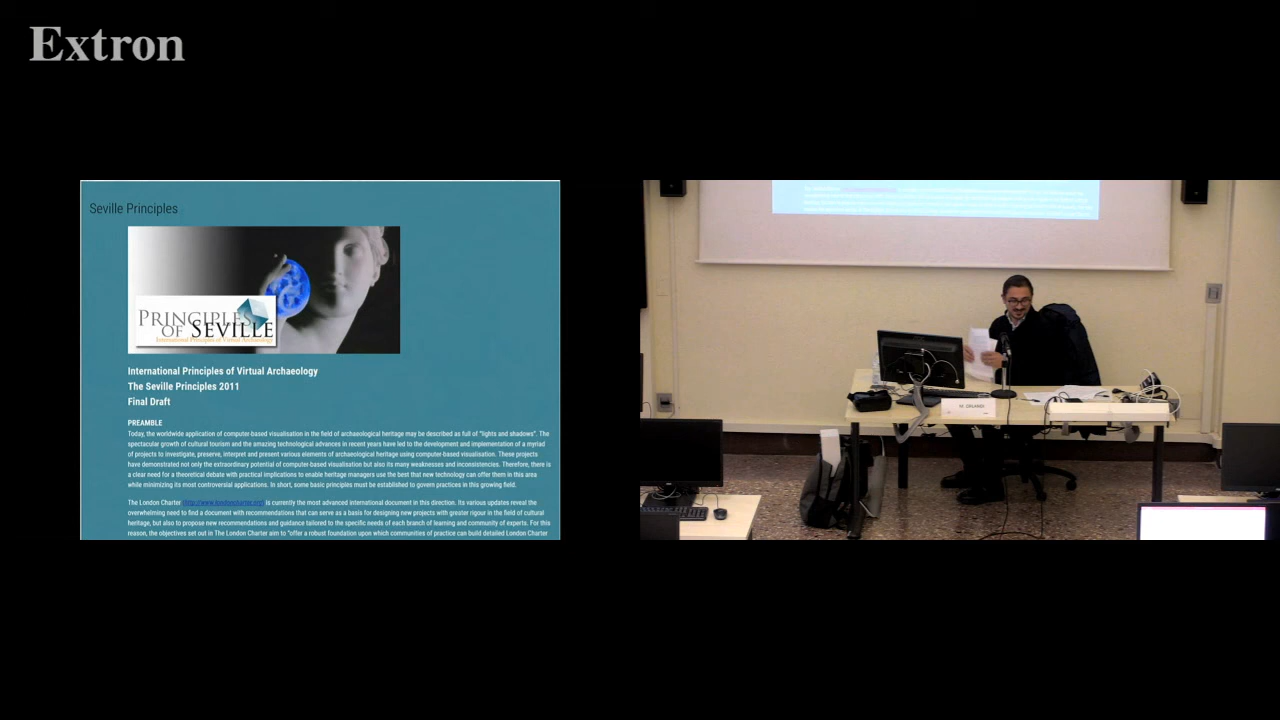 Extron
Seville Principles
PRINCIPLES
OF SEVILLE
International Principles of Virtual Archaeology
International Principles of Virtual Archaeology
The Seville Principles 2011
Final Draft
PREAMBLE
Today, the worldwide application of computer-based visualisation in the field of archaeological heritage may be described as full of "lights and shadows". The
spectacular growth of cultural tourism and the amazing technological advances in recent years have led to the development and implementation of a myriad
of projects to investigate, preserve, interpret and present various elements of archaeological heritage using computer-based visualisation. These projects
have demonstrated not only the extraordinary potential of computer-based visualisation but also its many weaknesses and inconsistencies. Therefore, there is
a clear need for a theoretical debate with practical implications to enable heritage managers use the best that new technology can offer them in this area
while minimizing its most controversial applications. In short, some basic principles must be established to govern practices in this growing field.
The London Charter (http://www.londoncharter.org) is currently the most advanced international document in this direction. Its various updates reveal the
overwhelming need to find a document with recommendations that can serve as a basis for designing new projects with greater rigour in the field of cultural
heritage, but also to propose new recommendations and guidance tailored to the specific needs of each branch of learning and community of experts. For this
reason, the objectives set out in The London Charter aim to "offer a robust foundation upon which communities of practice can build detailed London Charter